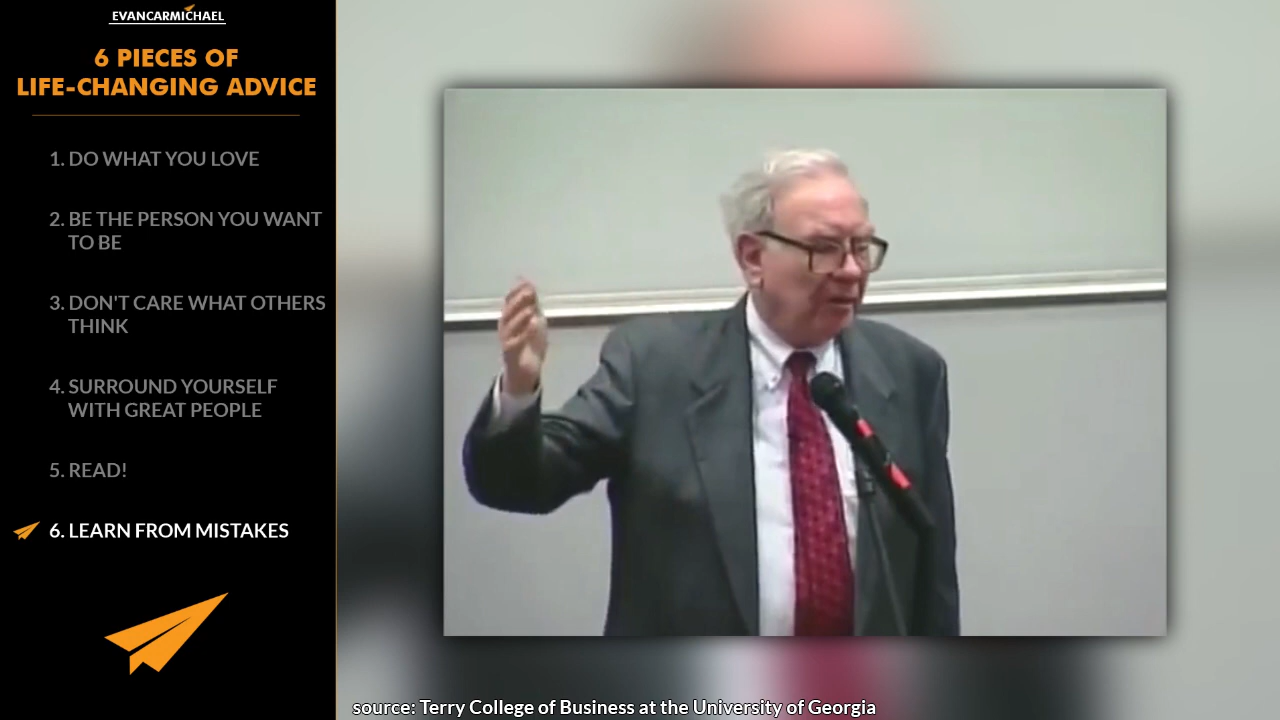 EVANCARMICHAEL
6 PIECES OF
LIFE-CHANGING ADVICE
1. DO WHAT YOU LOVE
2. BE THE PERSON YOU WANT
TO BE
3. DON'T CARE WHAT OTHERS
THINK
4. SURROUND YOURSELF
WITH GREAT PEOPLE
5. READ!
6. LEARN FROM MISTAKES
source: Terry College of Business at the University of Georgia